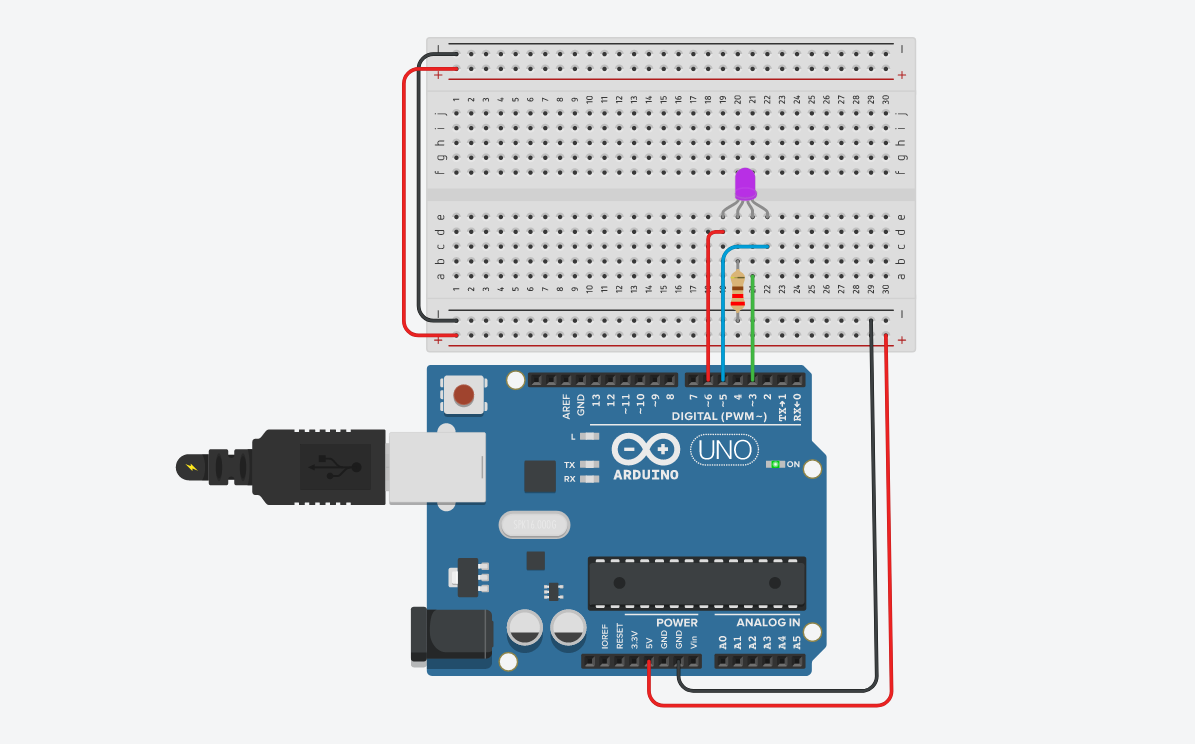 − −
+ +
1 2 3 4 5 6 7 8 9 10 11 12 13 14 15 16 17 18 19 20 21 22 23 24 25 26 27 28 29 30
j j
i i
h h
g g
f f
e e
d d
c c
b b
a a
1 2 3 4 5 6 7 8 9 10 11 12 13 14 15 16 17 18 19 20 21 22 23 24 25 26 27 28 29 30
− −
+ +
AREF GND 13 12 ~11 ~10 ~9 8 7 ~6 ~5 4 ~3 2 TX→1 RX←0
DIGITAL (PWM~)
L
TX
RX
ARDUINO
UNO
ON
POWER
ANALOG IN
IOREF RESET 3.3V 5V GND GND Vin A0 A1 A2 A3 A4 A5